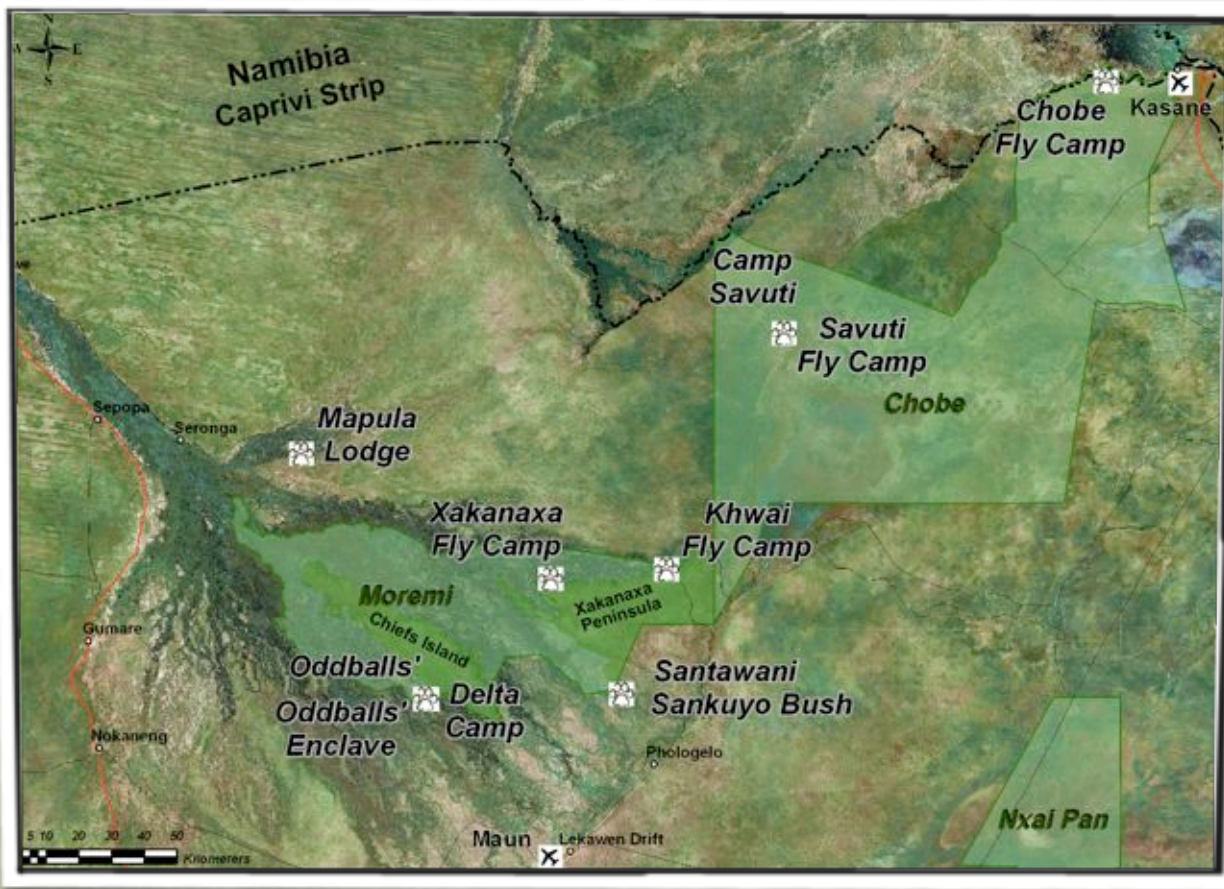 N
E
S
Namibia
Caprivi Strip
Chobe
Fly Camp
Kasane
Camp
Savuti
Savuti
Fly Camp
Chobe
Sepopa
Seronga
Mapula
Lodge
Xakanaxa
Fly Camp
Khwai
Fly Camp
Moremi
Chiefs Island
Xakanaxa
Peninsula
Gumare
Oddballs'
Oddballs'
Enclave
Delta
Camp
Santawani
Sankuyo Bush
Nokaneng
Phologelo
Nxai Pan
Maun
Lekawen Drift
5 10 20 30 40 50
Kilometers